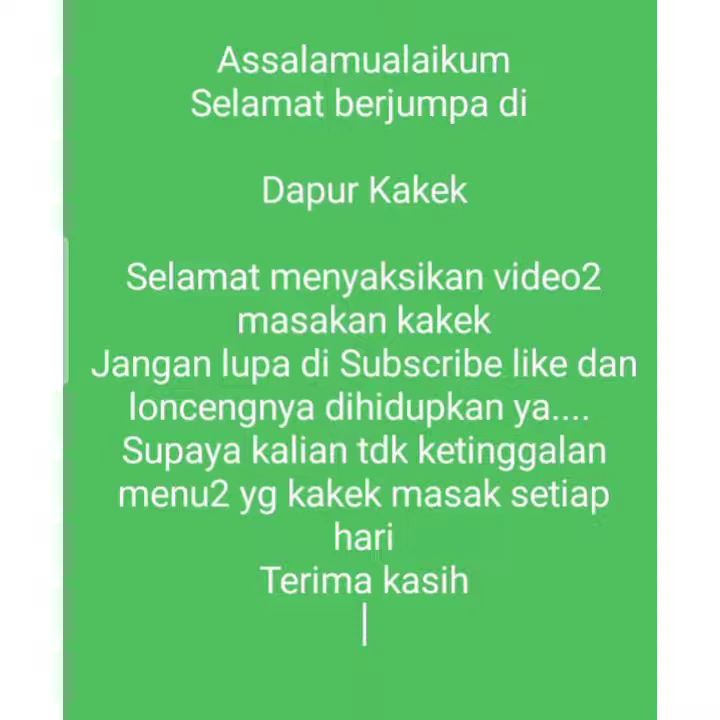 Assalamualaikum
Selamat berjumpa di
Dapur Kakek
Selamat menyaksikan video2
masakan kakek
Jangan lupa di Subscribe like dan
loncengnya dihidupkan ya....
Supaya kalian tdk ketinggalan
menu2 yg kakek masak setiap
hari
Terima kasih